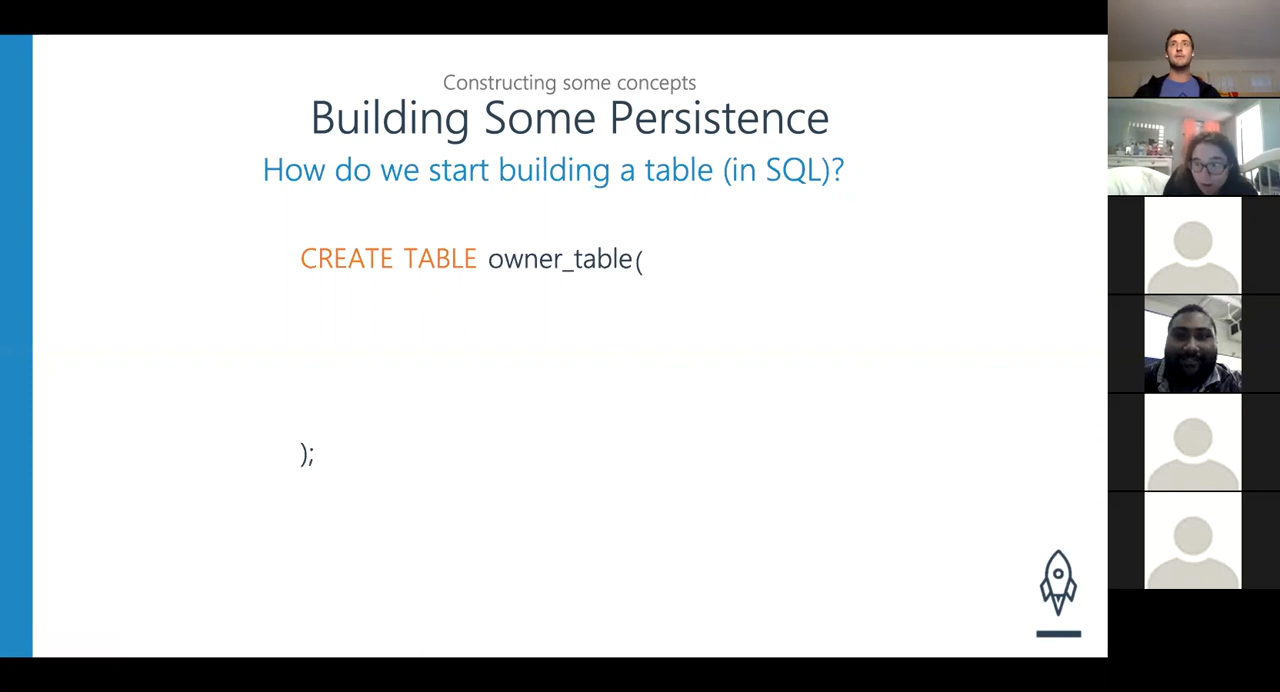 Constructing some concepts
Building Some Persistence
How do we start building a table (in SQL)?
CREATE TABLE owner_table(
);